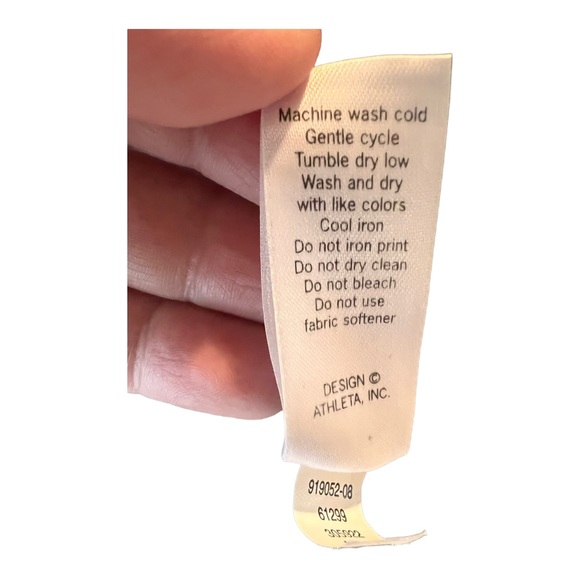 Machine wash cold
Gentle cycle
Tumble dry low
Wash and dry
with like colors
Cool iron
Do not iron print
Do not dry clean
Do not bleach
Do not use
fabric softener
DESIGN ©
ATHLETA, INC.
919052-08
61299